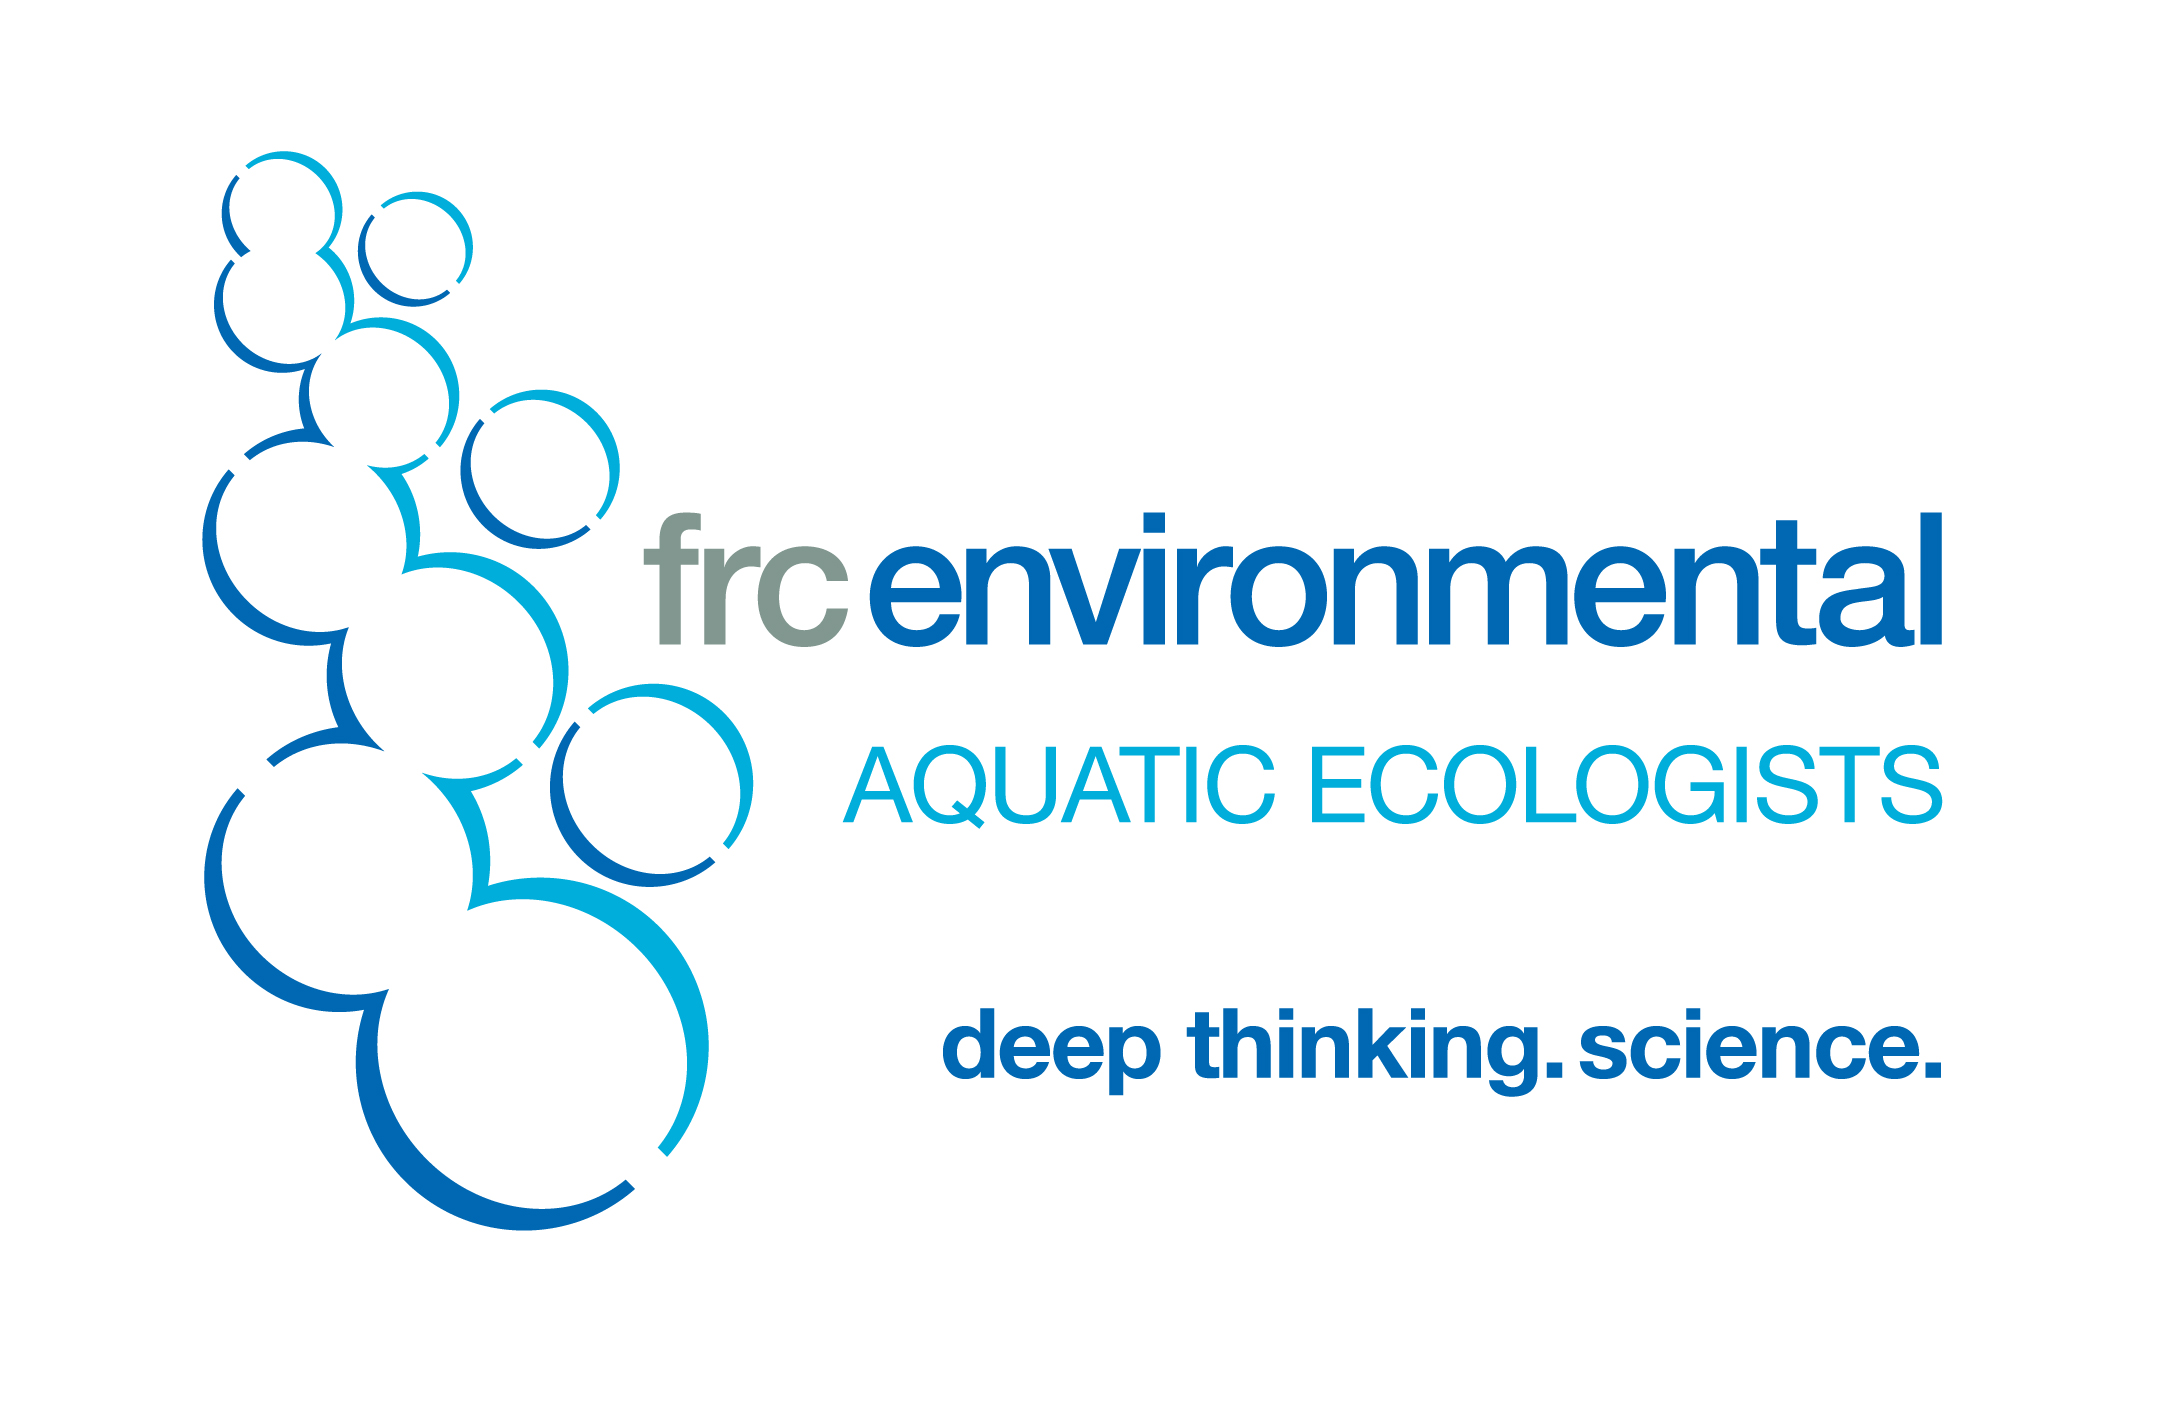 frc environmental
AQUATIC ECOLOGISTS
deep thinking. science.